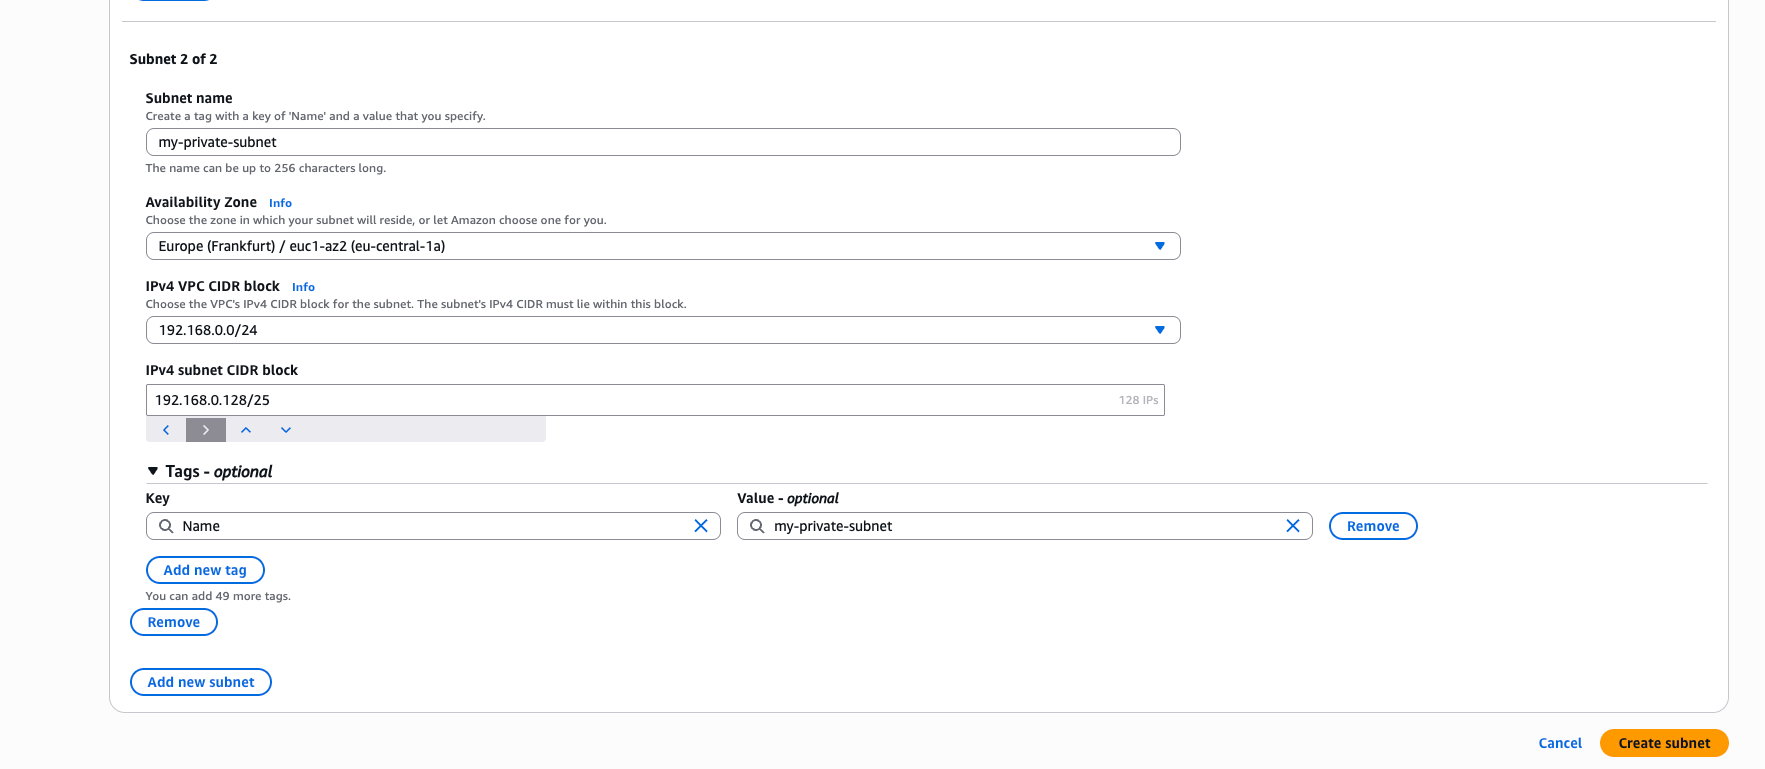 Subnet 2 of 2
Subnet name
Create a tag with a key of 'Name' and a value that you specify.
my-private-subnet
The name can be up to 256 characters long.
Availability Zone Info
Choose the zone in which your subnet will reside, or let Amazon choose one for you.
Europe (Frankfurt) / euc1-az2 (eu-central-1a)
IPv4 VPC CIDR block Info
Choose the VPC's IPv4 CIDR block for the subnet. The subnet's IPv4 CIDR must lie within this block.
192.168.0.0/24
IPv4 subnet CIDR block
192.168.0.128/25 128 IPs
Tags - optional
Key Value - optional
Name my-private-subnet Remove
Add new tag
You can add 49 more tags.
Remove
Add new subnet
Cancel Create subnet